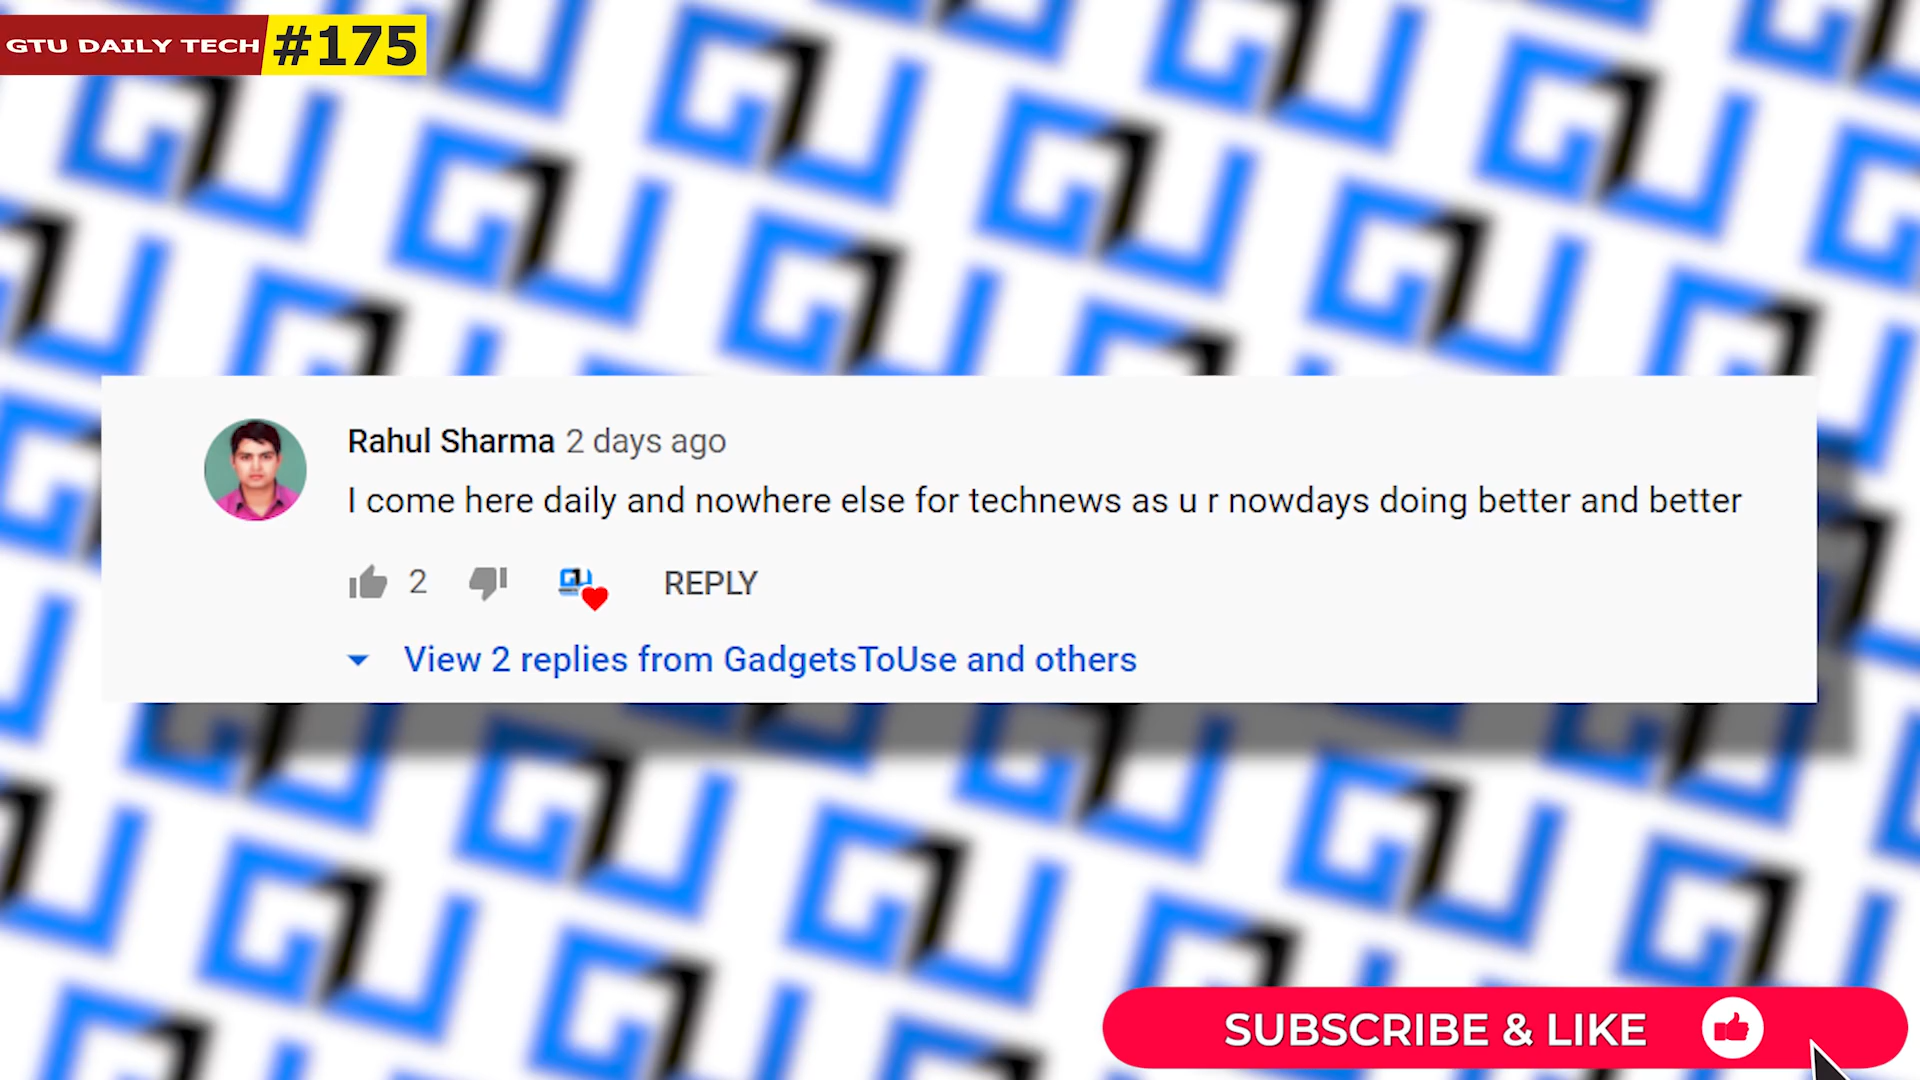 GTU DAILY TECH #175
Rahul Sharma 2 days ago
I come here daily and nowhere else for technews as u r nowdays doing better and better
2 REPLY
View 2 replies from GadgetsToUse and others
SUBSCRIBE & LIKE